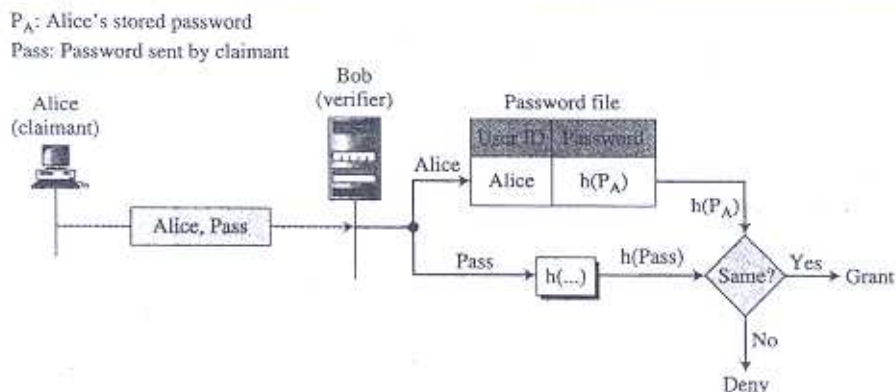 P_A: Alice's stored password
Pass: Password sent by claimant
Alice
(claimant)
Bob
(verifier)
Password file
User ID Password
Alice
Alice h(P_A)
h(P_A)
Alice, Pass
Pass
h(...)
h(Pass)
Same?
Yes
Grant
No
Deny